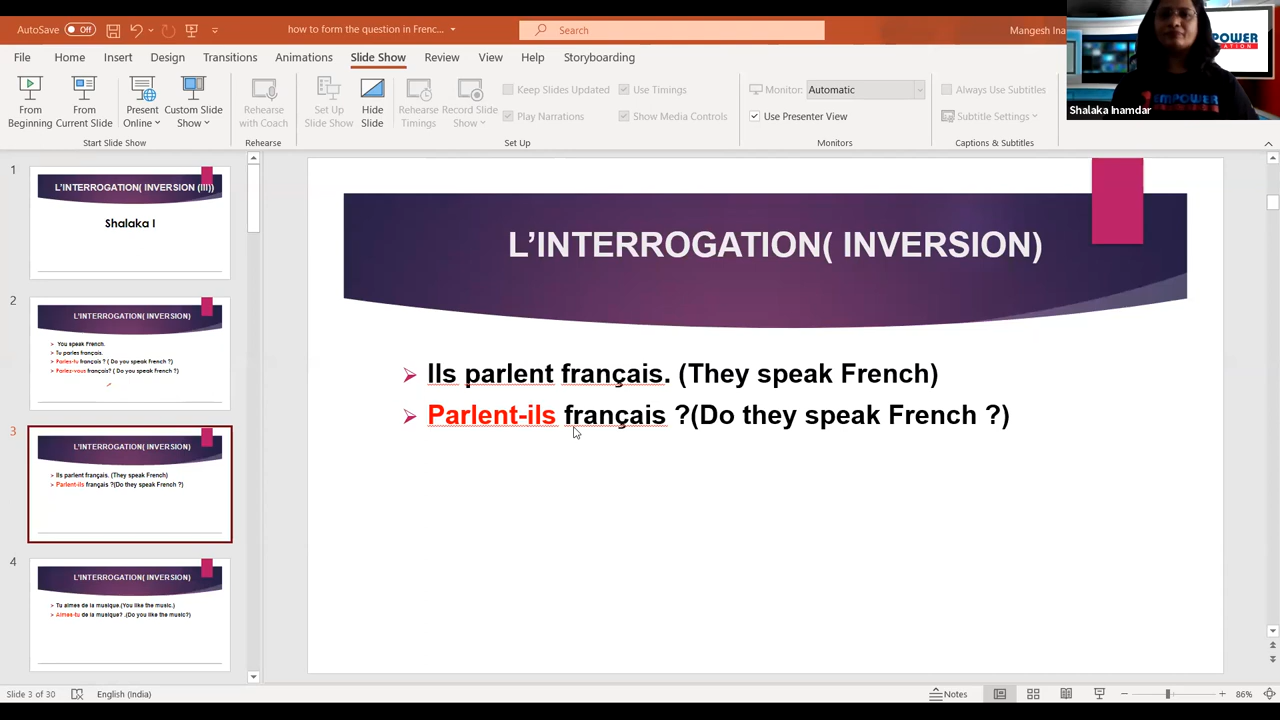 AutoSave Off
how to form the question in Frenc...
Search
Mangesh Ina
File Home Insert Design Transitions Animations Slide Show Review View Help Storyboarding
From Beginning
From Current Slide
Present Online
Custom Slide Show
Start Slide Show
Rehearse with Coach
Rehearse
Set Up Slide Show
Hide Slide
Rehearse Timings
Record Slide Show
Keep Slides Updated
Play Narrations
Use Timings
Show Media Controls
Set Up
Monitor: Automatic
Use Presenter View
Monitors
Always Use Subtitles
Subtitle Settings
Captions & Subtitles
POWER
EMPOWER
Shalaka Inamdar
1
L'INTERROGATION( INVERSION (III))
Shalaka I
2
L'INTERROGATION( INVERSION)
You speak French.
Tu parles français.
Parles-tu français ? ( Do you speak French ?)
Parlez-vous français? ( Do you speak French ?)
3
L'INTERROGATION( INVERSION)
Ils parlent français. (They speak French)
Parlent-ils français ?(Do they speak French ?)
4
L'INTERROGATION( INVERSION)
Tu aimes de la musique.(You like the music.)
Aimes-tu de la musique? .(Do you like the music?)
L'INTERROGATION( INVERSION)
Ils parlent français. (They speak French)
Parlent-ils français ?(Do they speak French ?)
Slide 3 of 30
English (India)
Notes
86%